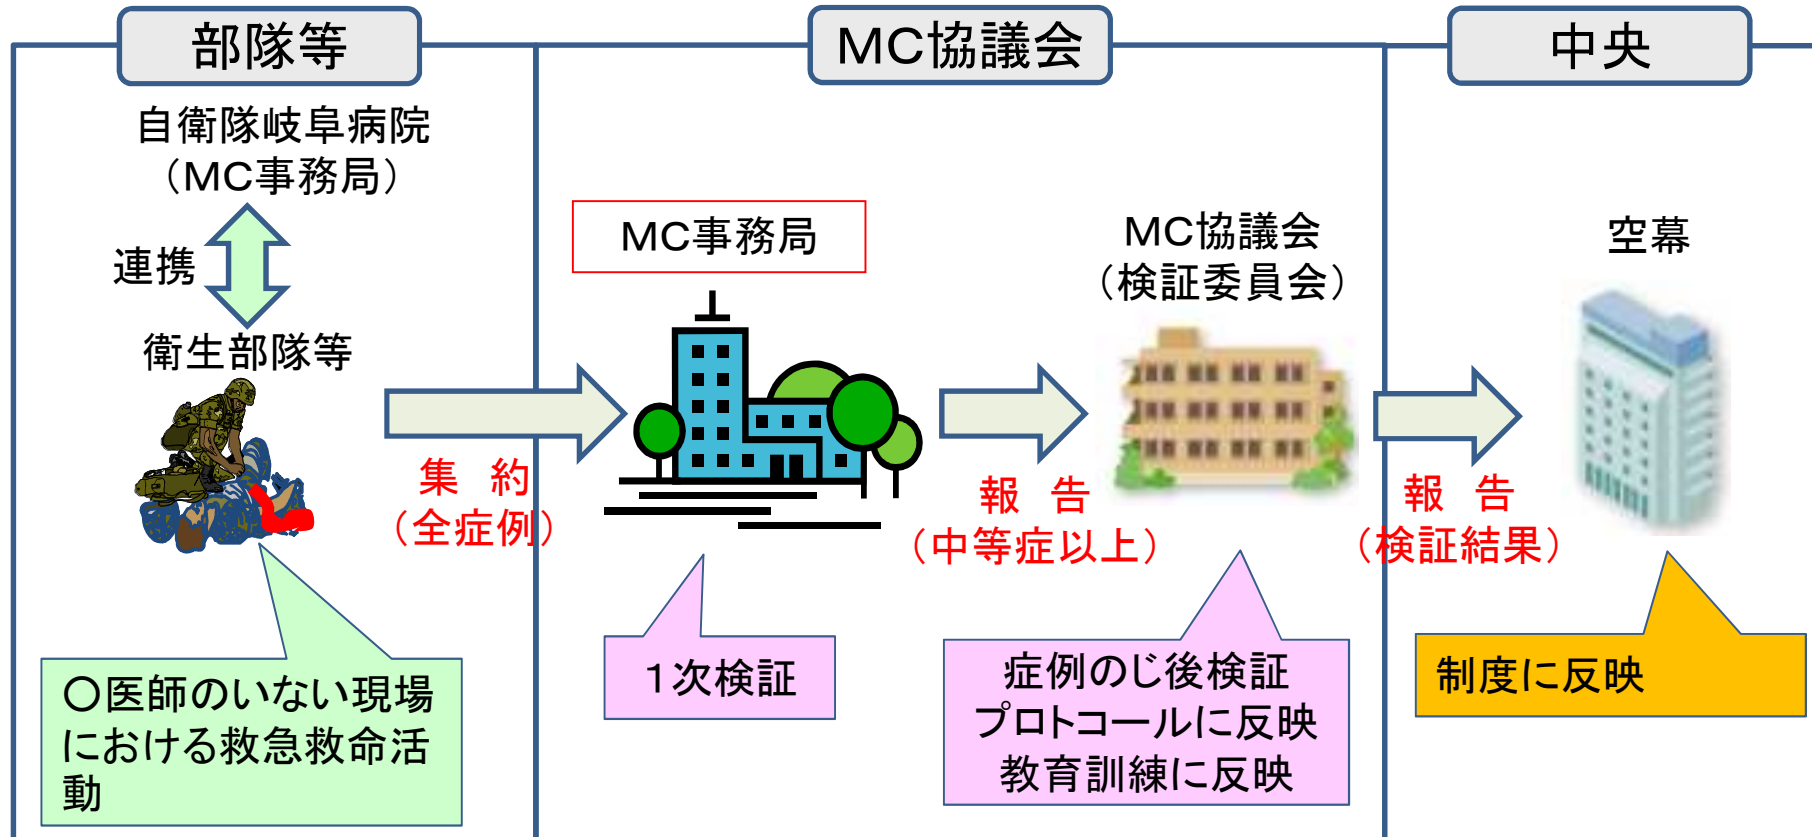 部隊等
自衛隊岐阜病院
（ＭＣ事務局）
連携
衛生部隊等
〇医師のいない現場
における救急救命活
動
集　約
（全症例）
ＭＣ協議会
ＭＣ事務局
１次検証
報　告
（中等症以上）
ＭＣ協議会
（検証委員会）
症例のじ後検証
プロトコールに反映
教育訓練に反映
報　告
（検証結果）
中央
空幕
制度に反映